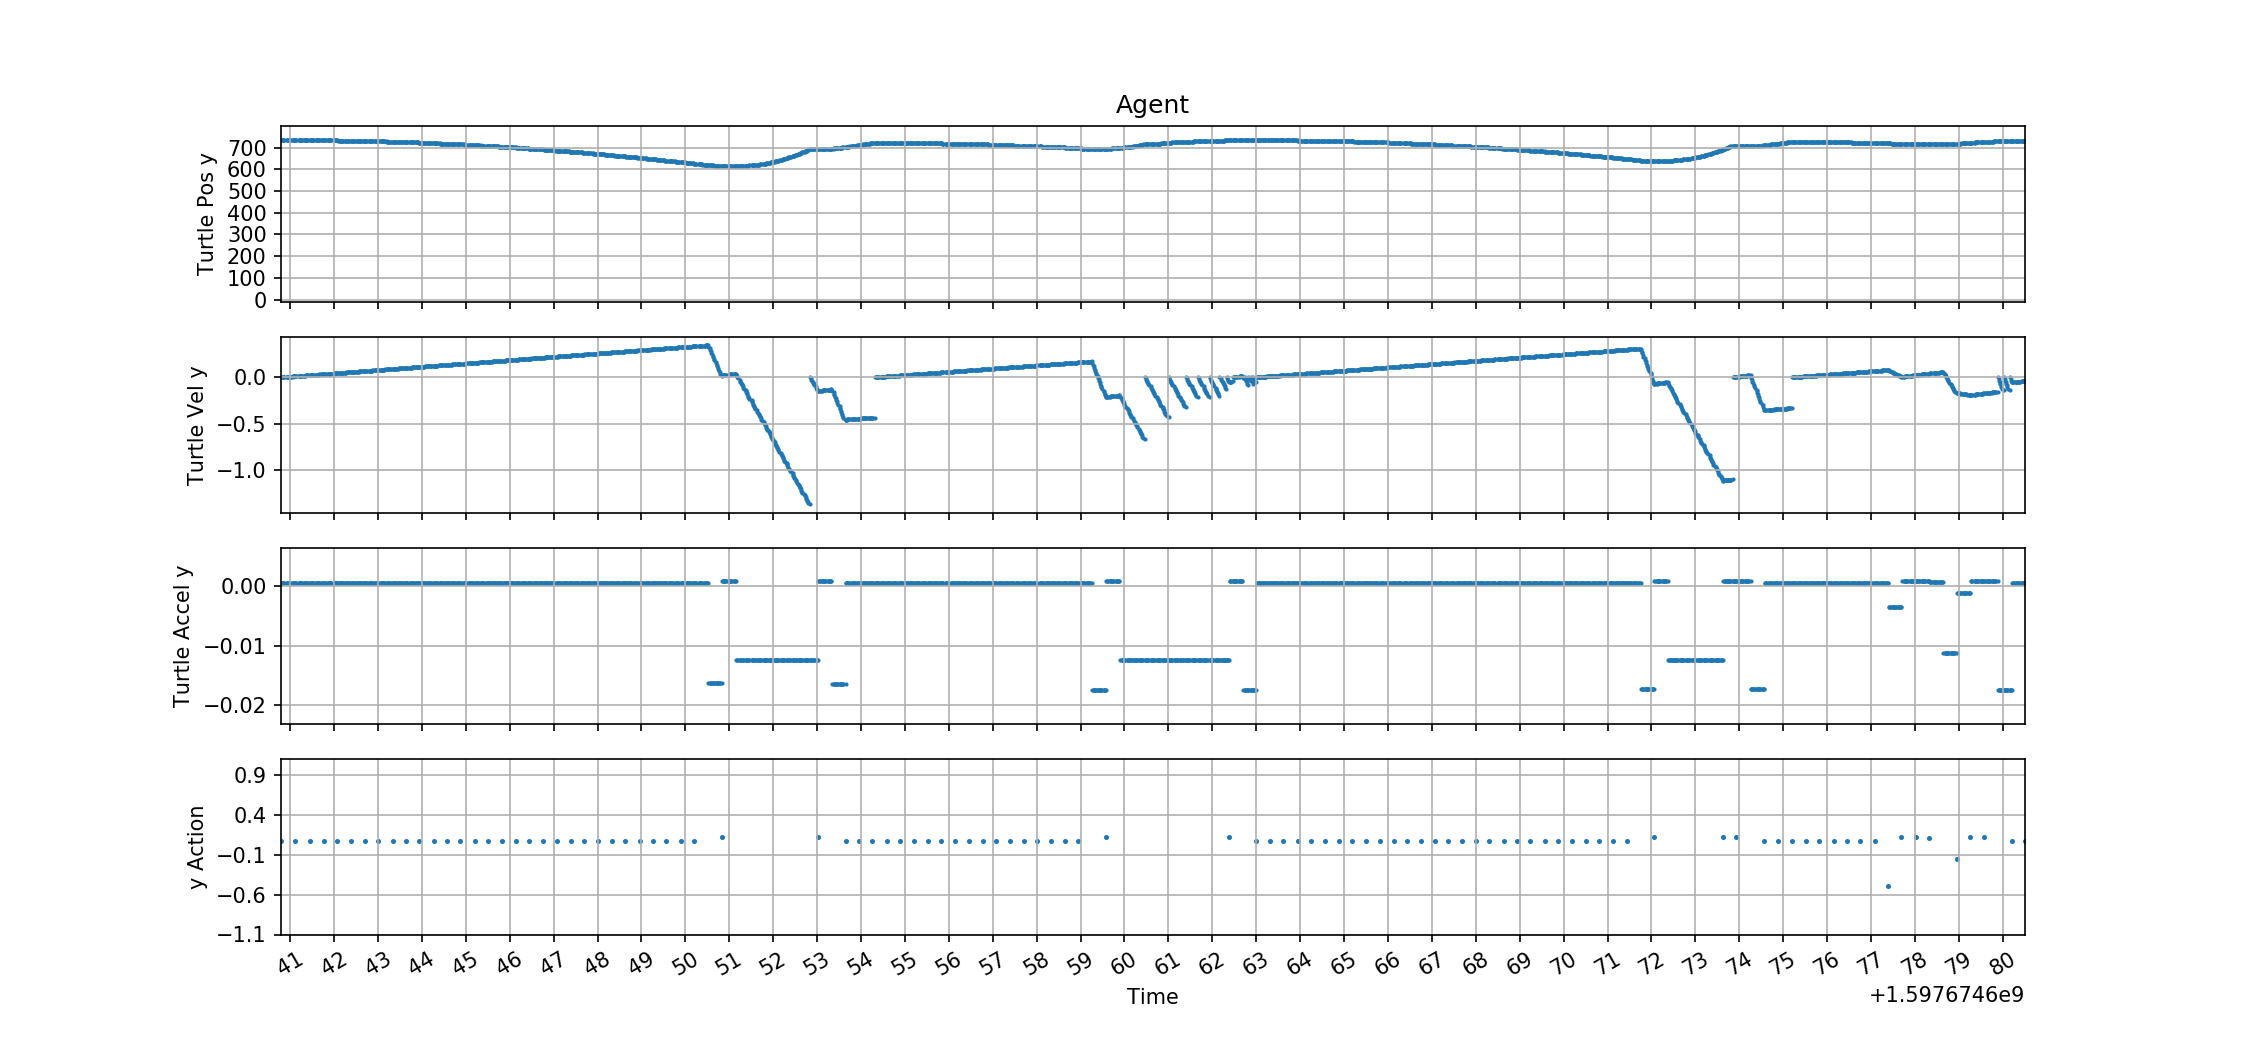 Agent
Turtle Pos y
700
600
500
400
300
200
100
0
Turtle Vel y
0.0
−0.5
−1.0
Turtle Accel y
0.00
−0.01
−0.02
y Action
0.9
0.4
−0.1
−0.6
−1.1
41 42 43 44 45 46 47 48 49 50 51 52 53 54 55 56 57 58 59 60 61 62 63 64 65 66 67 68 69 70 71 72 73 74 75 76 77 78 79 80
Time
+1.5976746e9